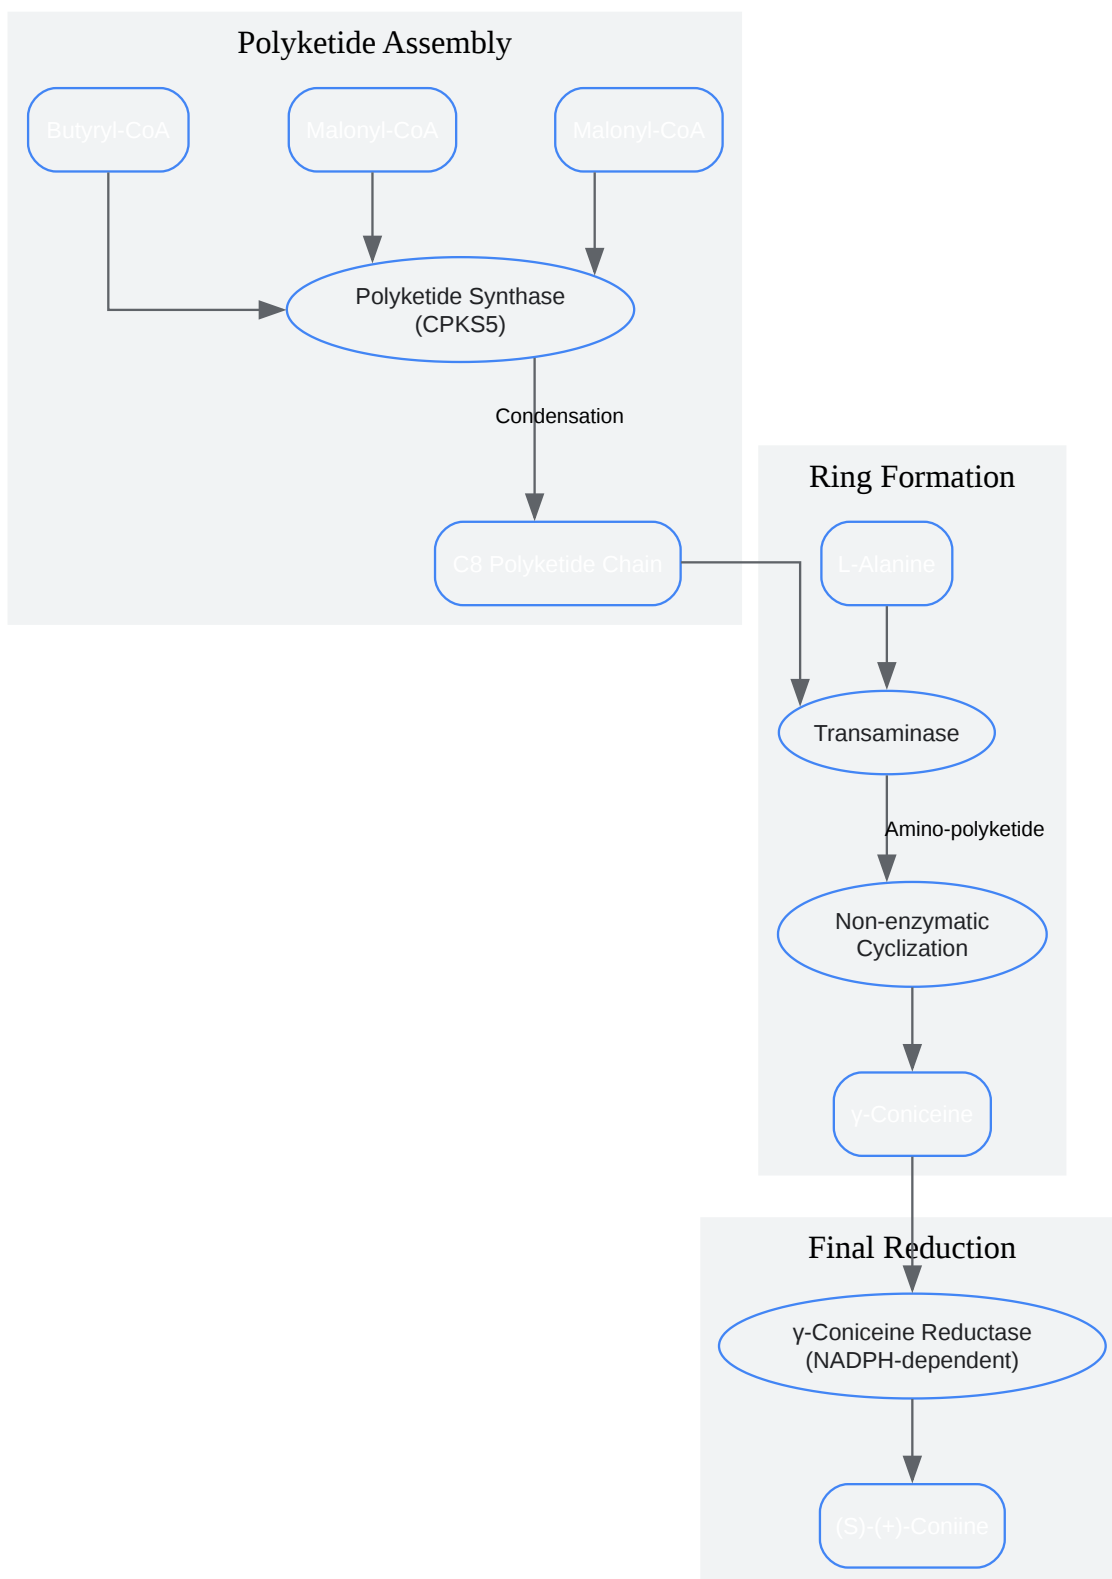 Polyketide Assembly
Butyryl-CoA
Malonyl-CoA
Malonyl-CoA
Polyketide Synthase
(CPKS5)
Condensation
C8 Polyketide Chain
Ring Formation
L-Alanine
Transaminase
Amino-polyketide
Non-enzymatic
Cyclization
γ-Coniceine
Final Reduction
γ-Coniceine Reductase
(NADPH-dependent)
(S)-(+)-Coniine